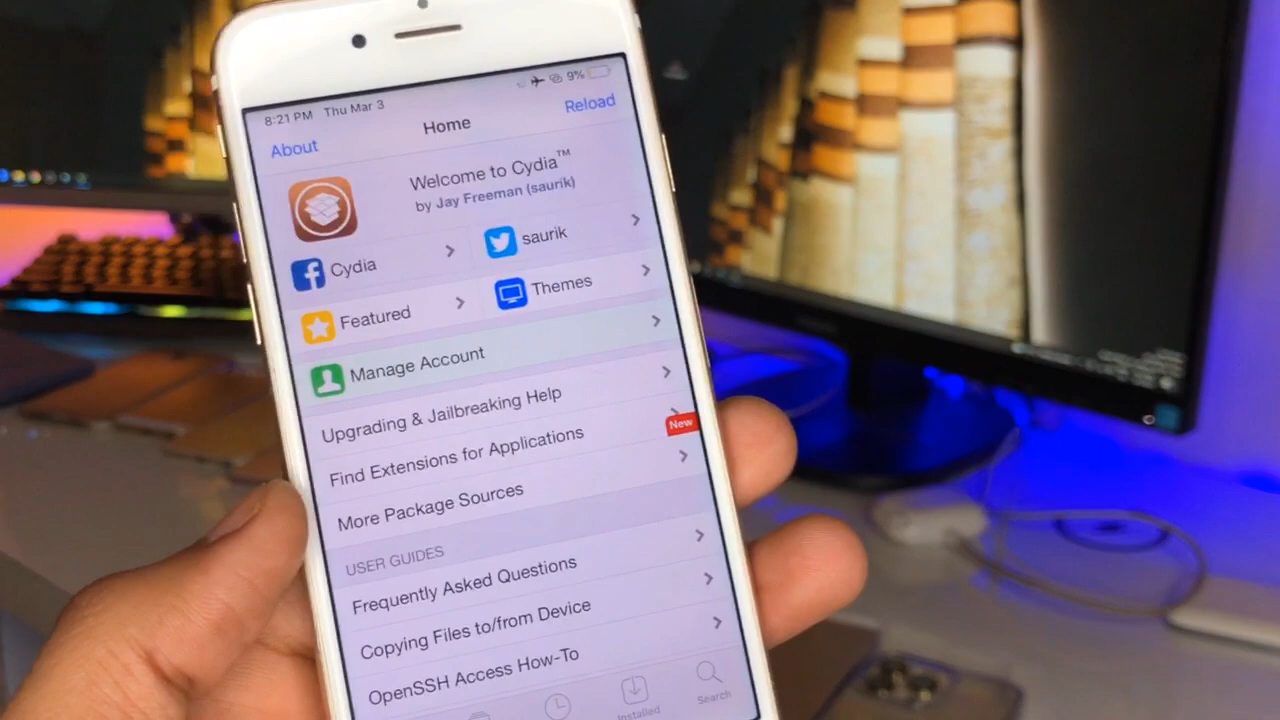 8:21 PM Thu Mar 3 9%
About Home Reload
Welcome to Cydia™
by Jay Freeman (saurik)
Cydia saurik
Featured Themes
Manage Account
Upgrading & Jailbreaking Help
Find Extensions for Applications New
More Package Sources
USER GUIDES
Frequently Asked Questions
Copying Files to/from Device
OpenSSH Access How-To
Installed Search